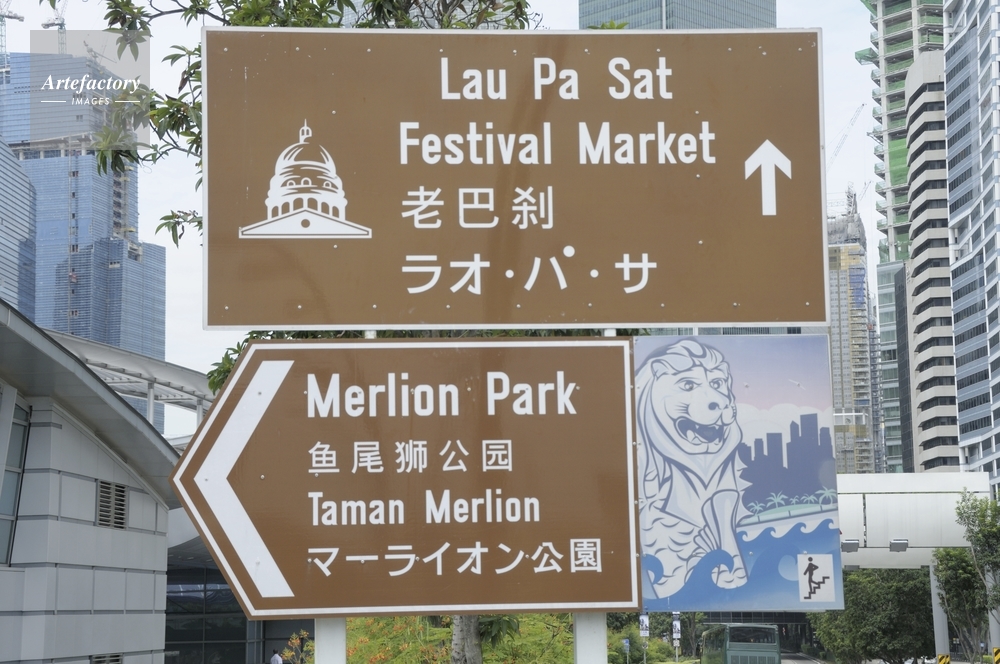 Artefactory
IMAGES
Lau Pa Sat
Festival Market
老巴刹
ラオ・パ・サ
Merlion Park
鱼尾狮公园
Taman Merlion
マーライオン公園